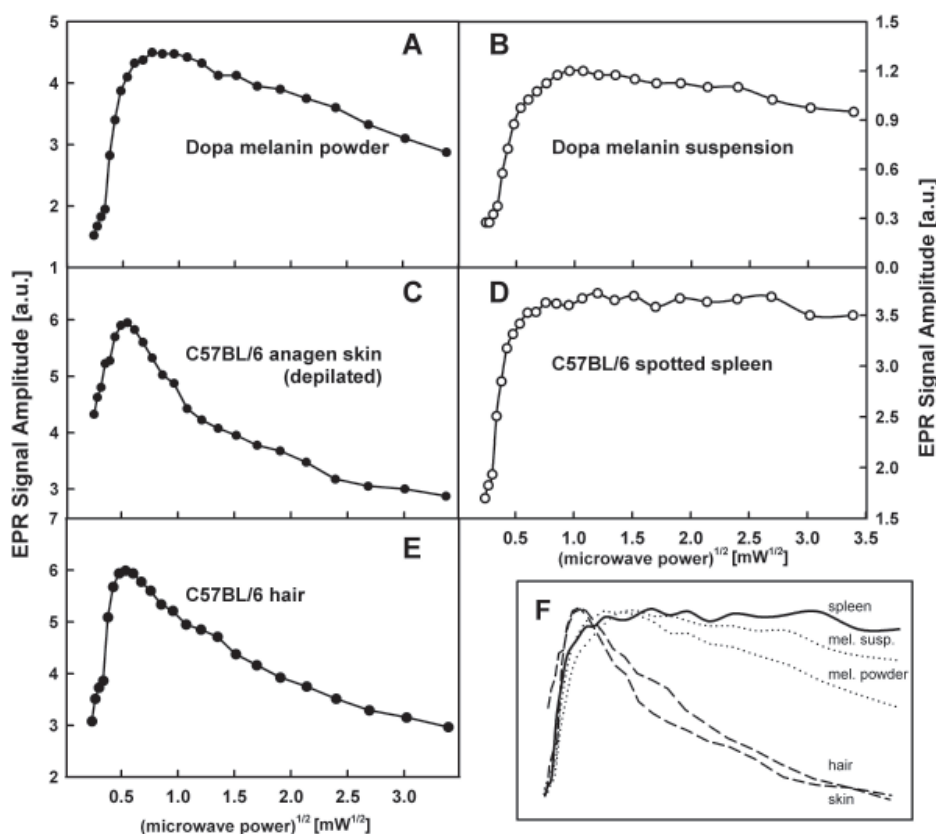 A
Dopa melanin powder
5
4
3
2
1
B
Dopa melanin suspension
1.5
1.2
0.9
0.6
0.3
0.0
EPR Signal Amplitude [a.u.]
EPR Signal Amplitude [a.u.]
C
C57BL/6 anagen skin
(depilated)
6
5
4
3
7
D
C57BL/6 spotted spleen
3.5
3.0
2.5
2.0
1.5
0.5 1.0 1.5 2.0 2.5 3.0 3.5
(microwave power)1/2 [mW1/2]
E
C57BL/6 hair
6
5
4
3
2
0.5 1.0 1.5 2.0 2.5 3.0
(microwave power)1/2 [mW1/2]
F
spleen
mel. susp.
mel. powder
hair
skin